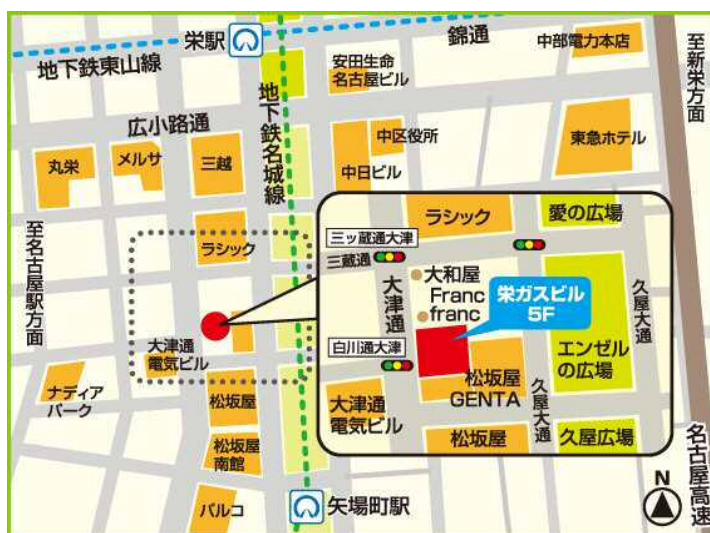 栄駅
地下鉄東山線
錦通
中部電力本店
至新栄方面
安田生命
名古屋ビル
地下鉄名城線
広小路通
中区役所
東急ホテル
丸栄
メルサ
三越
中日ビル
至名古屋駅方面
ラシック
ラシック
愛の広場
三ッ蔵通大津
三蔵通
大津通
大和屋
Franc
franc
栄ガスビル
5F
久屋大通
白川通大津
エンゼル
の広場
大津通
電気ビル
松坂屋
GENTA
久屋大通
大津通
電気ビル
松坂屋
久屋広場
ナディア
パーク
松坂屋
松坂屋
南館
名古屋高速
パルコ
矢場町駅
N